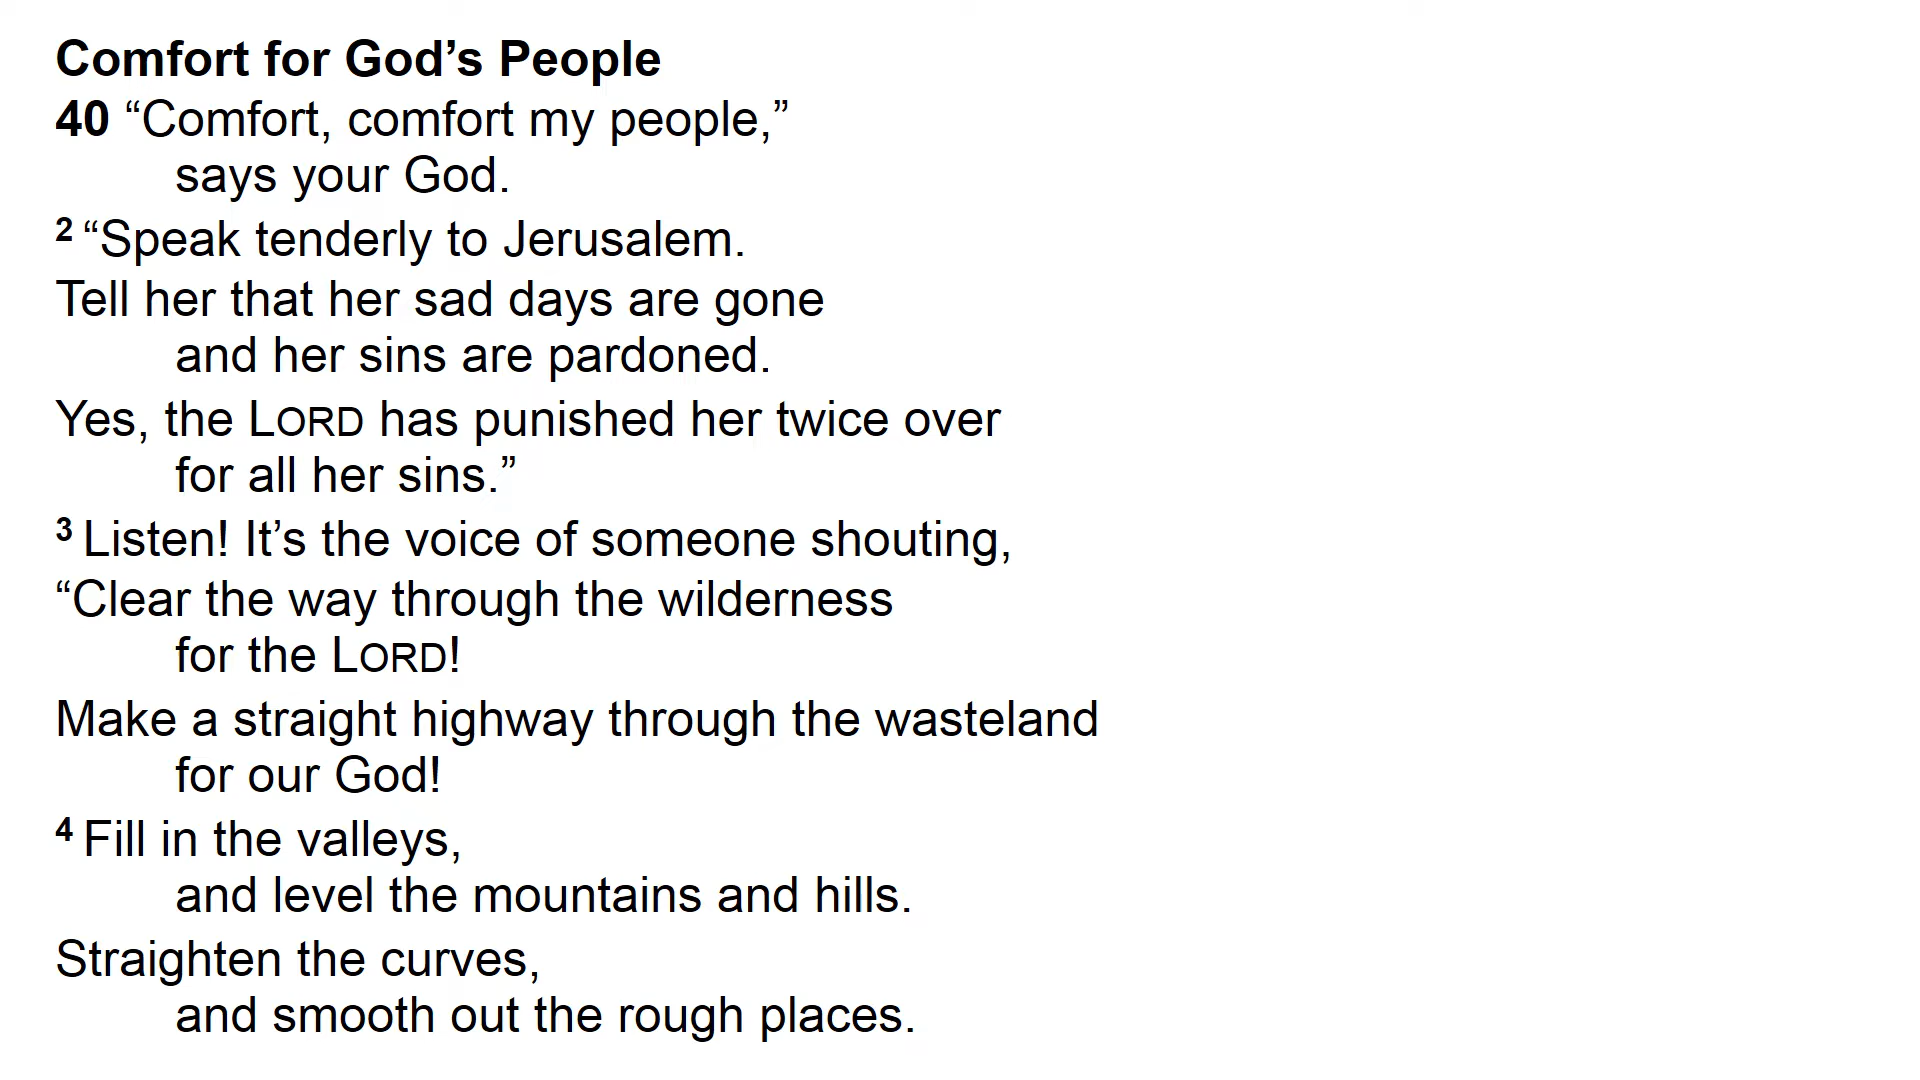 Comfort for God’s People
40 “Comfort, comfort my people,”
says your God.
2 “Speak tenderly to Jerusalem.
Tell her that her sad days are gone
and her sins are pardoned.
Yes, the LORD has punished her twice over
for all her sins.”
3 Listen! It’s the voice of someone shouting,
“Clear the way through the wilderness
for the LORD!
Make a straight highway through the wasteland
for our God!
4 Fill in the valleys,
and level the mountains and hills.
Straighten the curves,
and smooth out the rough places.